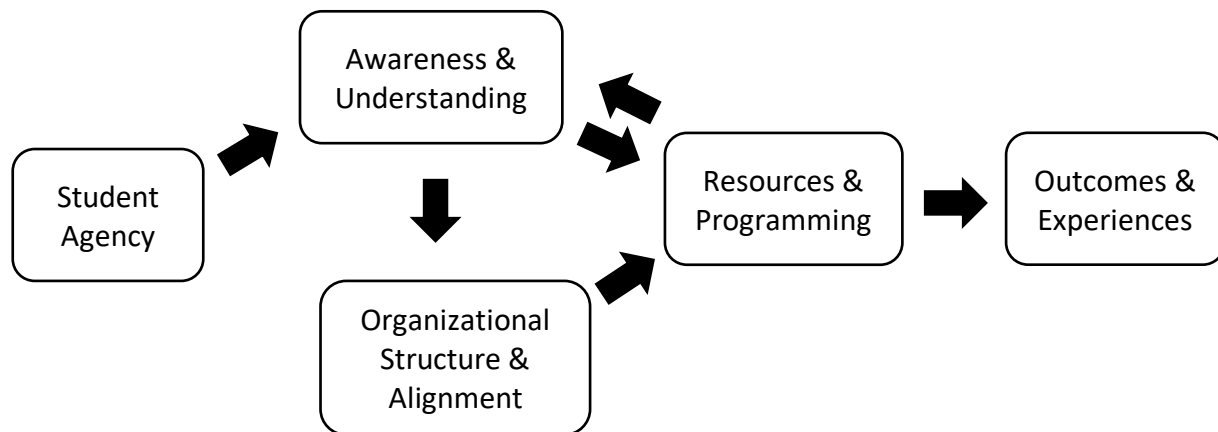 Student
Agency
Awareness &
Understanding
Organizational
Structure &
Alignment
Resources &
Programming
Outcomes &
Experiences